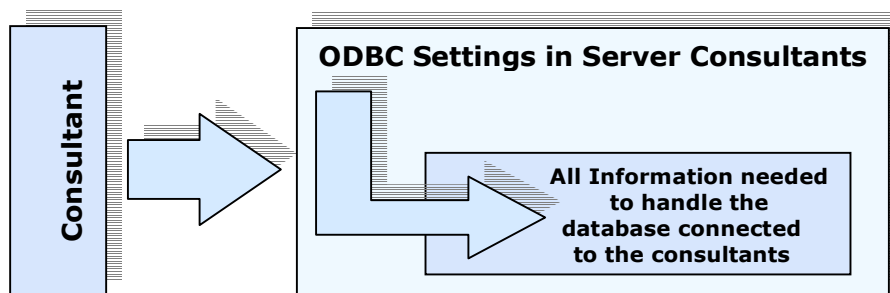 Consultant
ODBC Settings in Server Consultants
All Information needed
to handle the
database connected
to the consultants